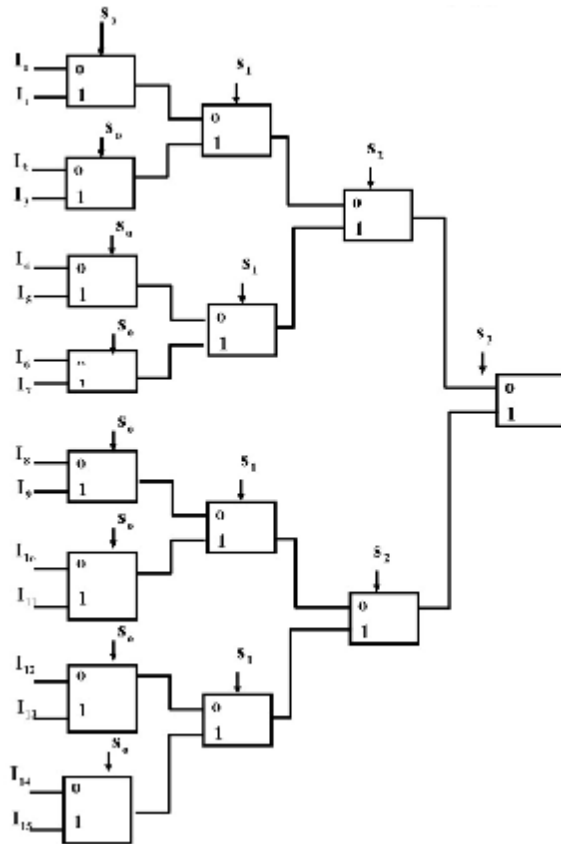 s₀
I₀ 0
I₁ 1
s₁
0
1
s₀
I₂ 0
I₃ 1
s₂
0
1
s₀
I₄ 0
I₅ 1
s₁
0
1
s₀
I₆
I₇ 1
s₃
0
1
s₀
I₈ 0
I₉ 1
s₁
0
1
s₀
I₁₀ 0
I₁₁ 1
s₂
0
1
s₀
I₁₂ 0
I₁₃ 1
s₁
0
1
s₀
I₁₄ 0
I₁₅ 1